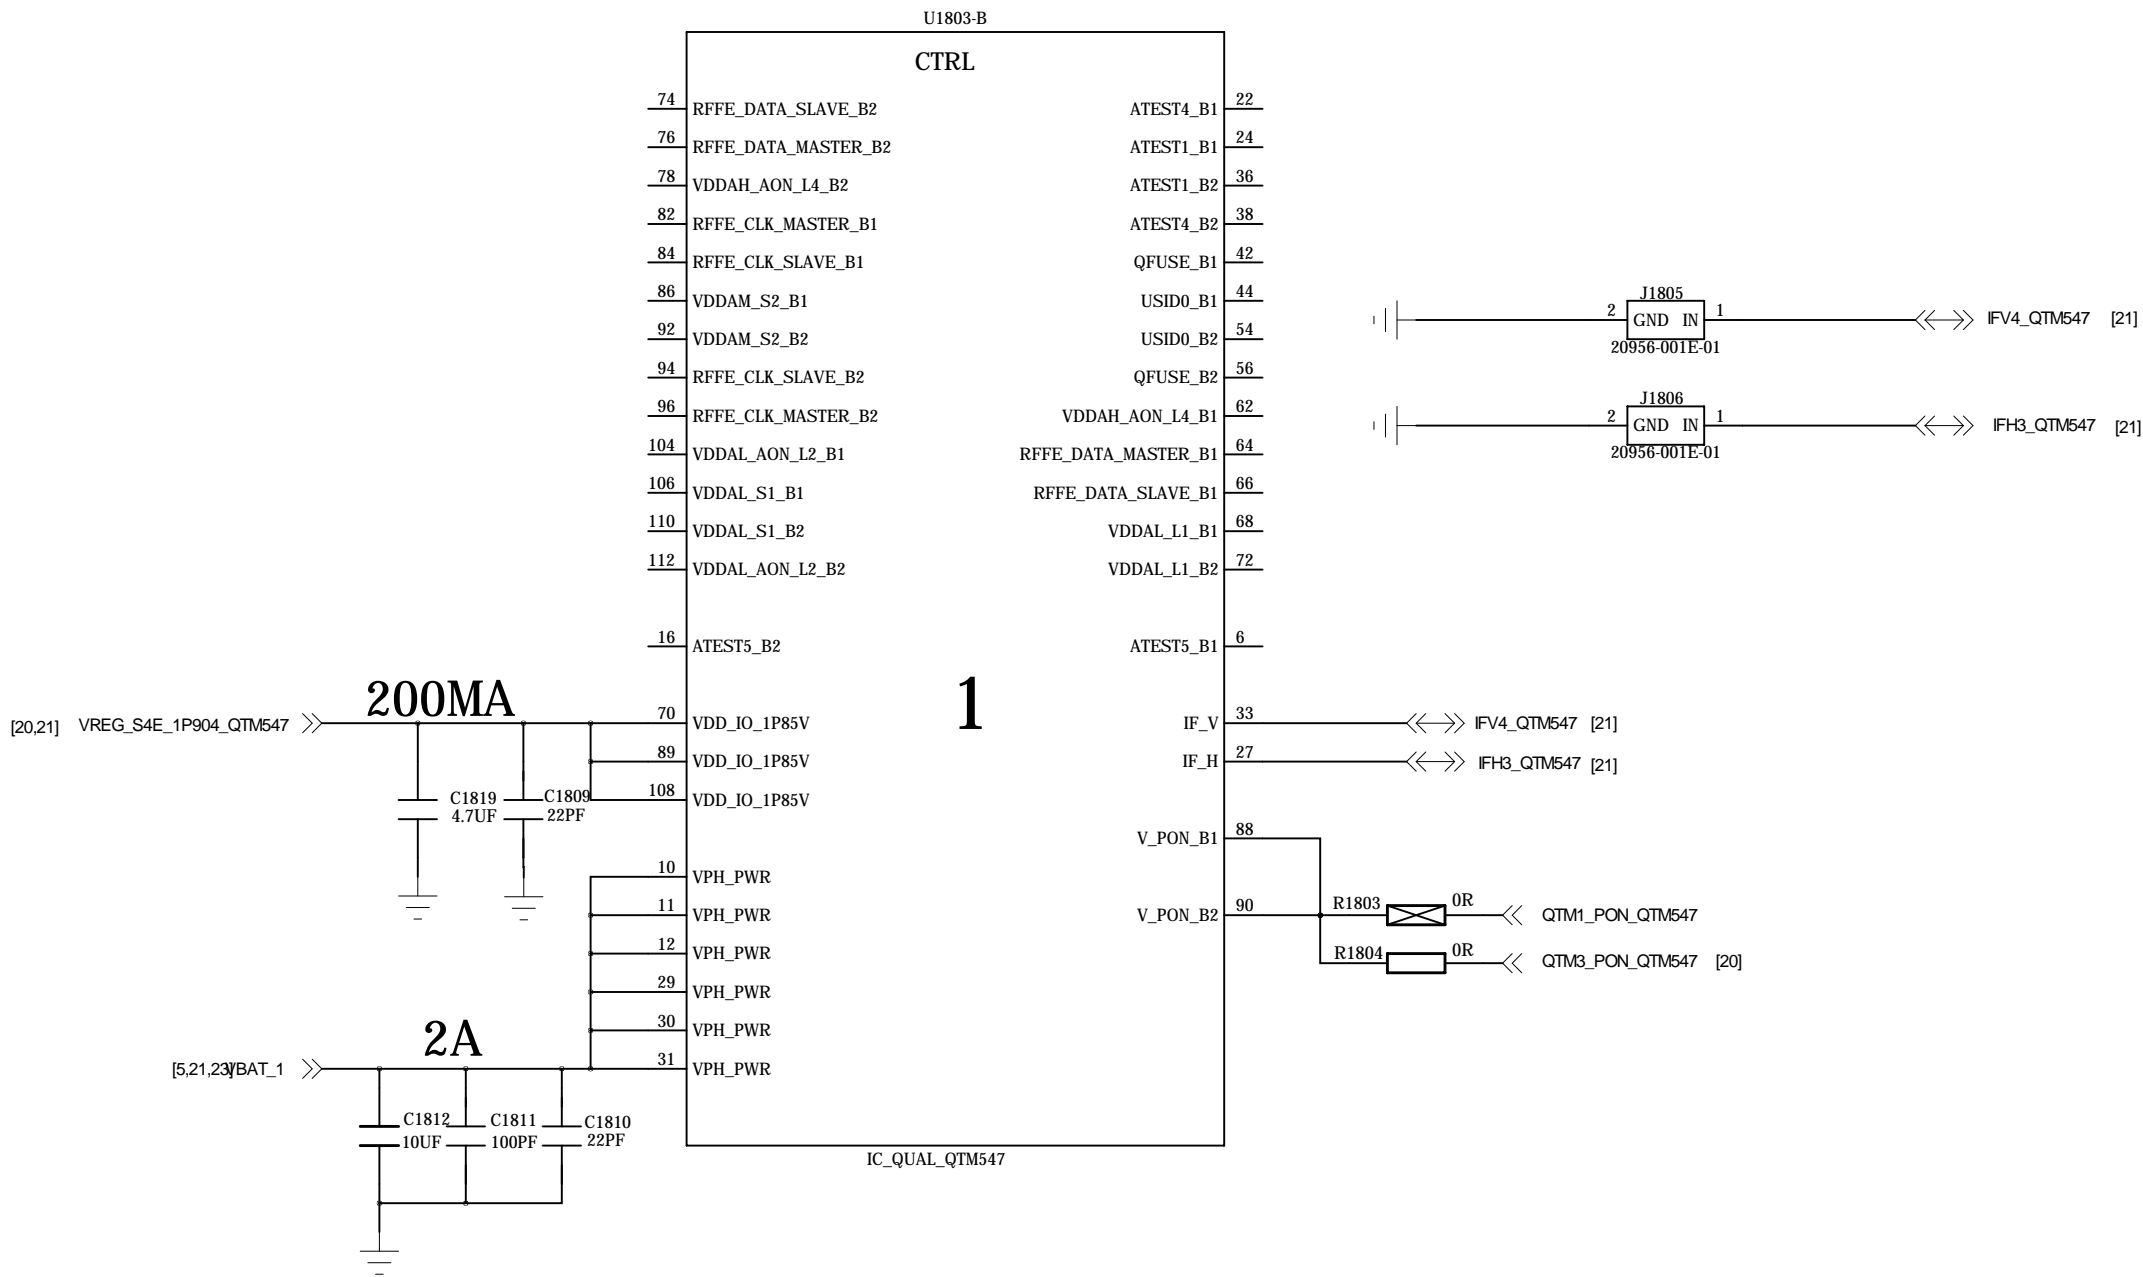 U1803-B
CTRL
74 RFFE_DATA_SLAVE_B2 ATEST4_B1 22
76 RFFE_DATA_MASTER_B2 ATEST1_B1 24
78 VDDAH_AON_L4_B2 ATEST1_B2 36
82 RFFE_CLK_MASTER_B1 ATEST4_B2 38
84 RFFE_CLK_SLAVE_B1 QFUSE_B1 42
86 VDDAM_S2_B1 USID0_B1 44
J1805
2 GND IN 1 IFV4_QTM547 [21]
20956-001E-01
92 VDDAM_S2_B2 USID0_B2 54
94 RFFE_CLK_SLAVE_B2 QFUSE_B2 56
96 RFFE_CLK_MASTER_B2 VDDAH_AON_L4_B1 62
J1806
2 GND IN 1 IFH3_QTM547 [21]
20956-001E-01
104 VDDAL_AON_L2_B1 RFFE_DATA_MASTER_B1 64
106 VDDAL_S1_B1 RFFE_DATA_SLAVE_B1 66
110 VDDAL_S1_B2 VDDAL_L1_B1 68
112 VDDAL_AON_L2_B2 VDDAL_L1_B2 72
16 ATEST5_B2 ATEST5_B1 6
200MA
1
[20,21] VREG_S4E_1P904_QTM547 70 VDD_IO_1P85V IF_V 33 IFV4_QTM547 [21]
89 VDD_IO_1P85V IF_H 27 IFH3_QTM547 [21]
C1819 C1809 108 VDD_IO_1P85V
4.7UF 22PF
V_PON_B1 88
10 VPH_PWR
11 VPH_PWR V_PON_B2 90 R1803 0R QTM1_PON_QTM547
12 VPH_PWR R1804 0R QTM3_PON_QTM547 [20]
29 VPH_PWR
30 VPH_PWR
2A
[5,21,23] VBAT_1 31 VPH_PWR
C1812 C1811 C1810
10UF 100PF 22PF
IC_QUAL_QTM547